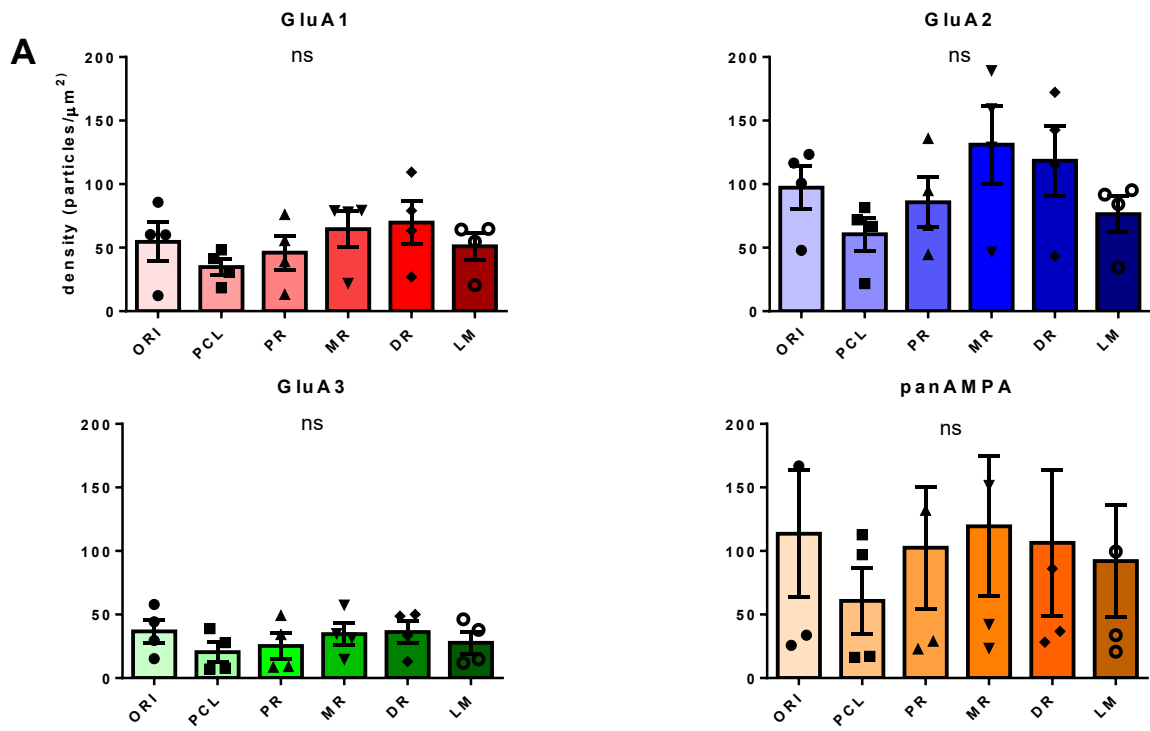 A
GluA1
ns
density (particles/μm²)
200
150
100
50
0
ORI PCL PR MR DR LM
GluA2
ns
200
150
100
50
0
ORI PCL PR MR DR LM
GluA3
ns
200
150
100
50
0
ORI PCL PR MR DR LM
panAMPA
ns
200
150
100
50
0
ORI PCL PR MR DR LM